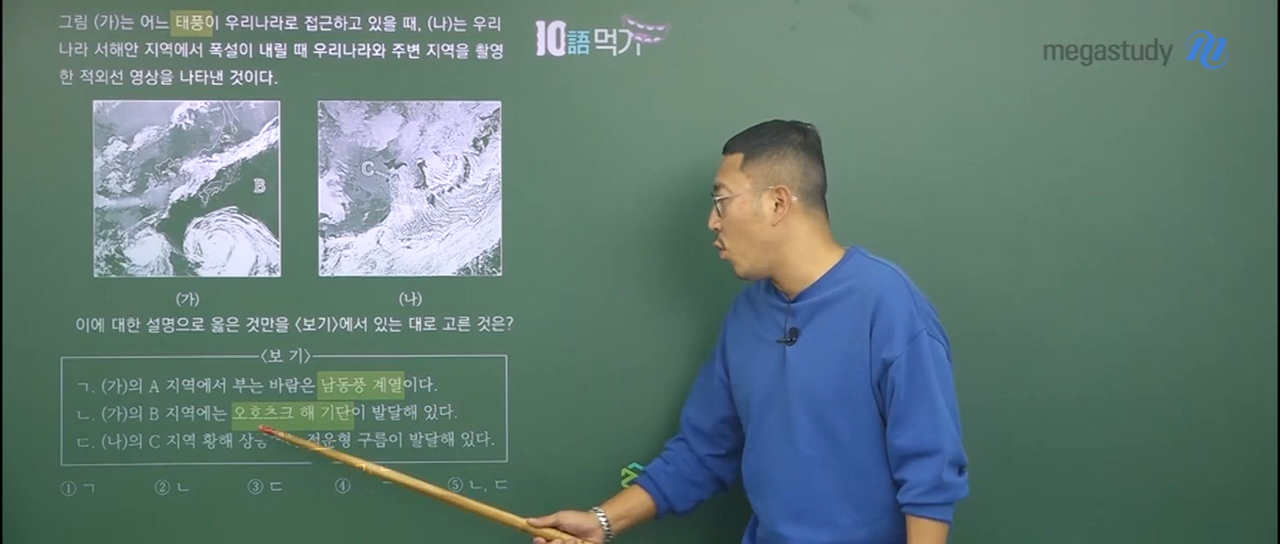 그림 (가)는 어느 태풍이 우리나라로 접근하고 있을 때, (나)는 우리
나라 서해안 지역에서 폭설이 내릴 때 우리나라와 주변 지역을 촬영
한 적외선 영상을 나타낸 것이다.
10語먹기
megastudy
B
C
(가)
(나)
이에 대한 설명으로 옳은 것만을 <보기>에서 있는 대로 고른 것은?
<보 기>
ㄱ. (가)의 A 지역에서 부는 바람은 남동풍 계열이다.
ㄴ. (가)의 B 지역에는 오호츠크 해 기단이 발달해 있다.
ㄷ. (나)의 C 지역 황해 상공 적운형 구름이 발달해 있다.
① ㄱ ② ㄴ ③ ㄷ ④ ⑤ ㄴ, ㄷ